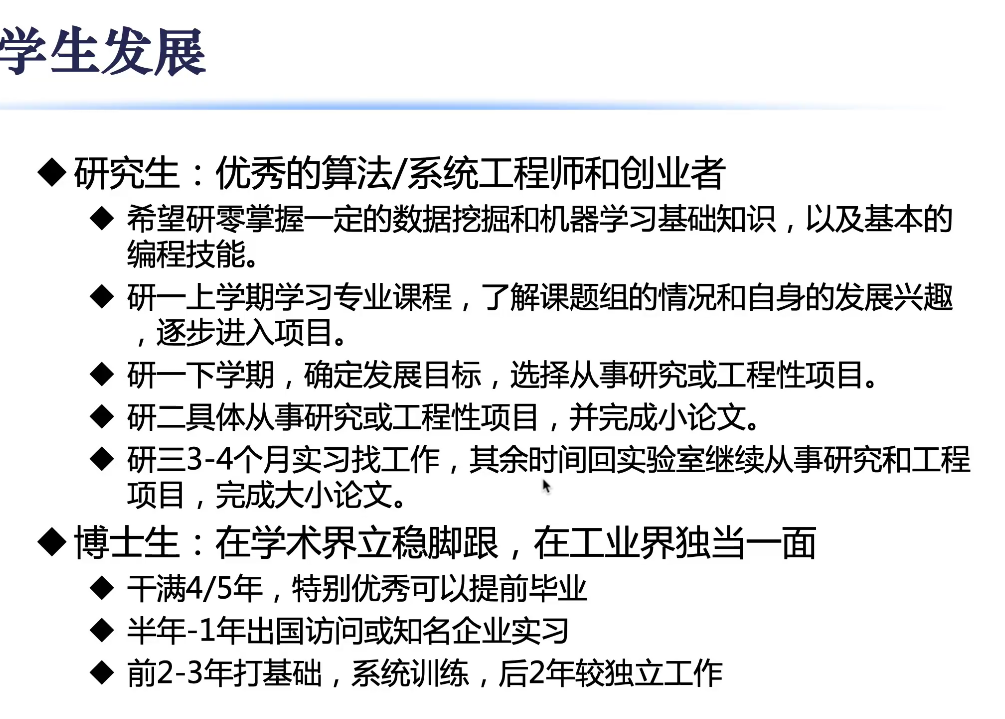 学生发展
◆研究生：优秀的算法/系统工程师和创业者
◆ 希望研零掌握一定的数据挖掘和机器学习基础知识，以及基本的
编程技能。
◆ 研一上学期学习专业课程，了解课题组的情况和自身的发展兴趣
，逐步进入项目。
◆ 研一下学期，确定发展目标，选择从事研究或工程性项目。
◆ 研二具体从事研究或工程性项目，并完成小论文。
◆ 研三3-4个月实习找工作，其余时间回实验室继续从事研究和工程
项目，完成大小论文。
◆博士生：在学术界立稳脚跟，在工业界独当一面
◆ 干满4/5年，特别优秀可以提前毕业
◆ 半年-1年出国访问或知名企业实习
◆ 前2-3年打基础，系统训练，后2年较独立工作